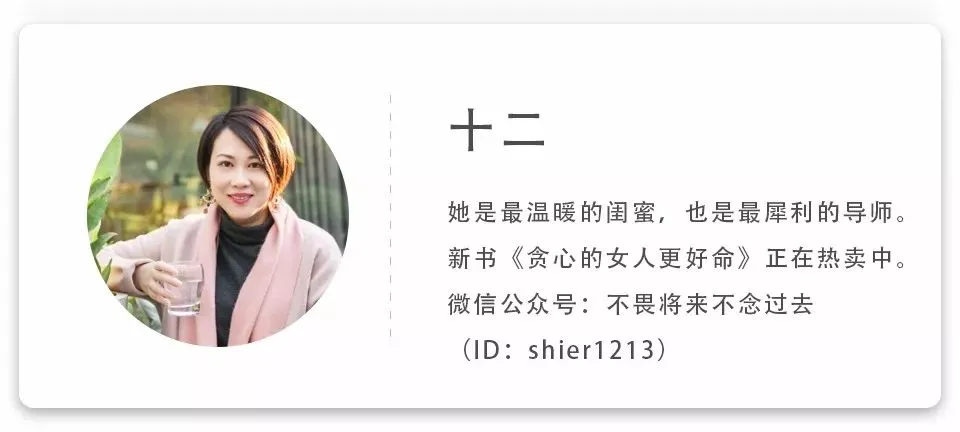 十二
她是最温暖的闺蜜，也是最犀利的导师。
新书《贪心的女人更好命》正在热卖中。
微信公众号：不畏将来不念过去
（ID：shier1213）